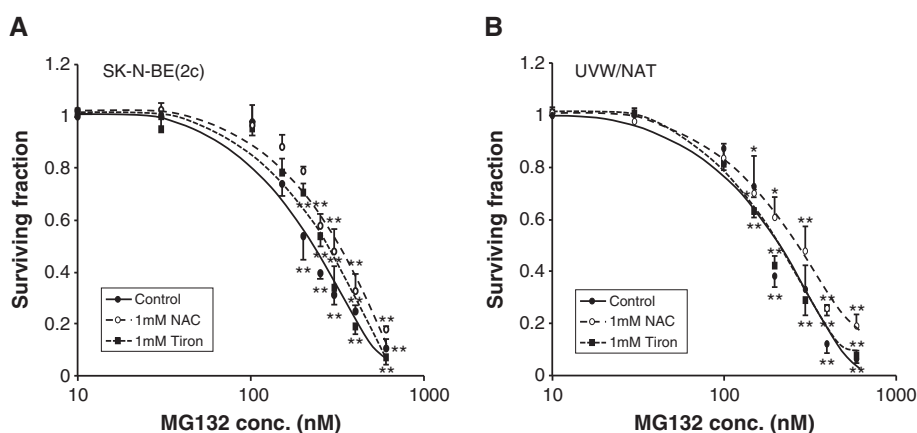 A
SK-N-BE(2c)
1.2
1
0.8
0.6
0.4
0.2
0
10
100
1000
Surviving fraction
MG132 conc. (nM)
Control
1mM NAC
1mM Tiron
** ** ** ** ** ** ** ** ** ** ** ** ** ** **
B
UVW/NAT
1.2
1
0.8
0.6
0.4
0.2
0
10
100
1000
Surviving fraction
MG132 conc. (nM)
Control
1mM NAC
1mM Tiron
* * ** ** ** ** ** ** ** ** **